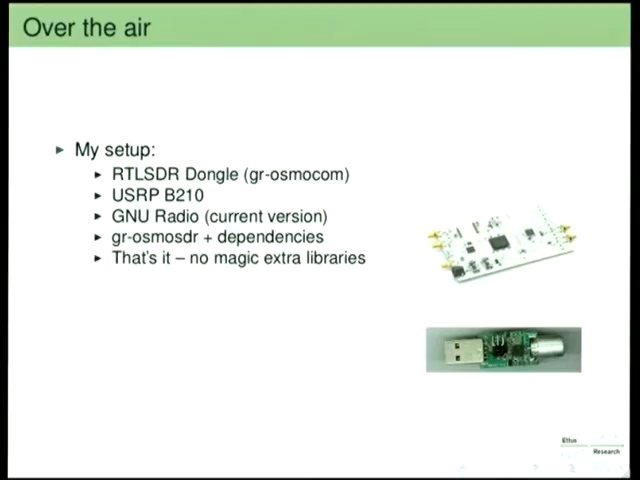 Over the air
My setup:
RTLSDR Dongle (gr-osmocom)
USRP B210
GNU Radio (current version)
gr-osmosdr + dependencies
That's it – no magic extra libraries
Ettus
Research